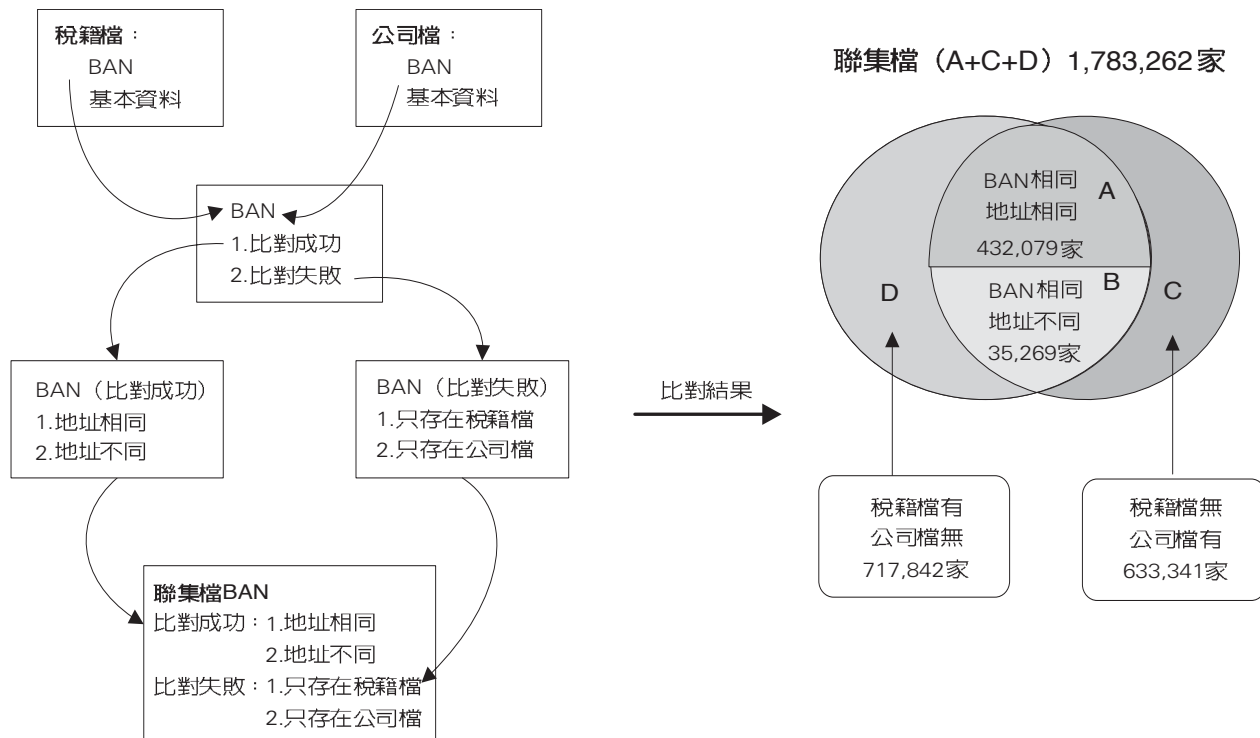 稅籍檔：
BAN
基本資料
公司檔：
BAN
基本資料
BAN
1.比對成功
2.比對失敗
BAN（比對成功）
1.地址相同
2.地址不同
BAN（比對失敗）
1.只存在稅籍檔
2.只存在公司檔
聯集檔BAN
比對成功：1.地址相同
2.地址不同
比對失敗：1.只存在稅籍檔
2.只存在公司檔
比對結果
聯集檔（A+C+D）1,783,262家
BAN相同
地址相同
432,079家
A
BAN相同
地址不同
35,269家
B
D
C
稅籍檔有
公司檔無
717,842家
稅籍檔無
公司檔有
633,341家